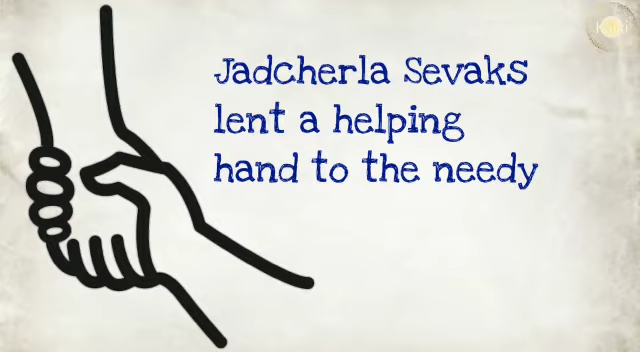 Jadcherla Sevaks
lent a helping
hand to the needy